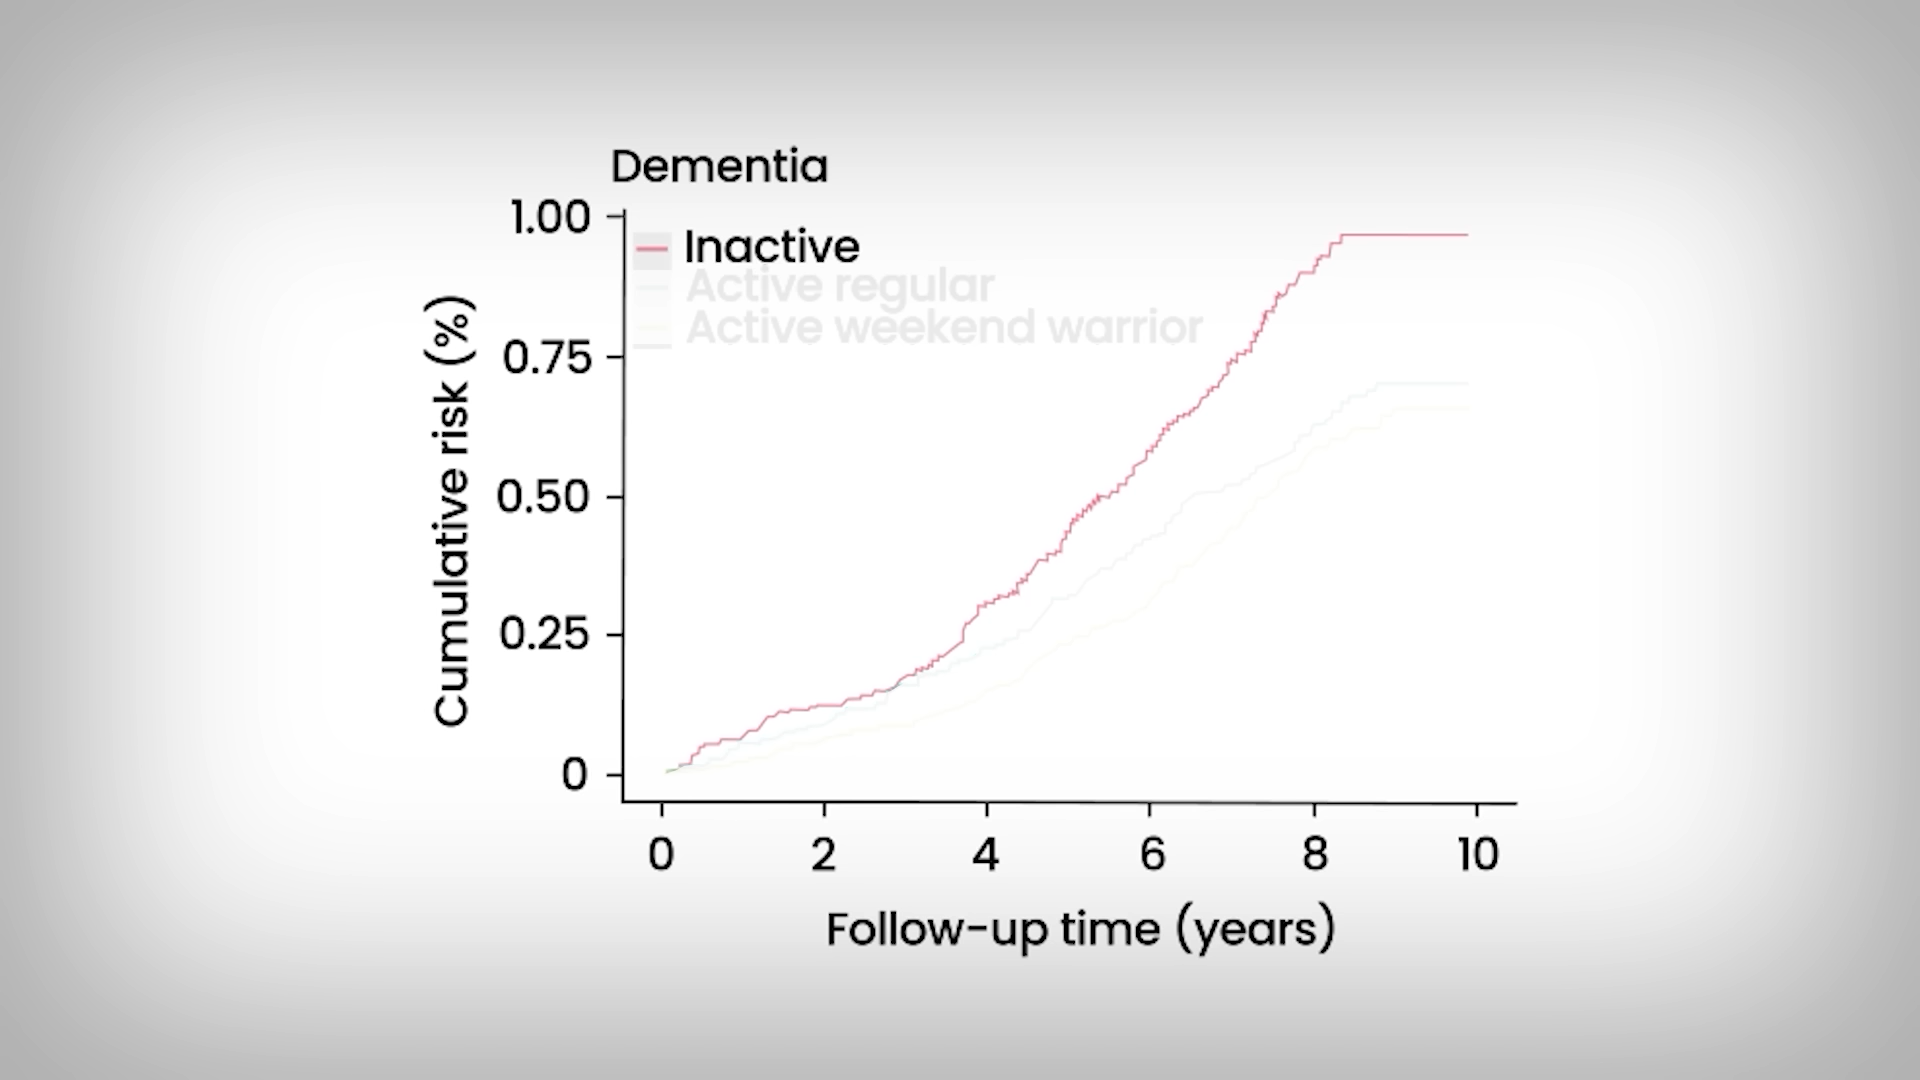 Dementia
1.00
Inactive
Active regular
Active weekend warrior
0.75
0.50
0.25
0
Cumulative risk (%)
0 2 4 6 8 10
Follow-up time (years)